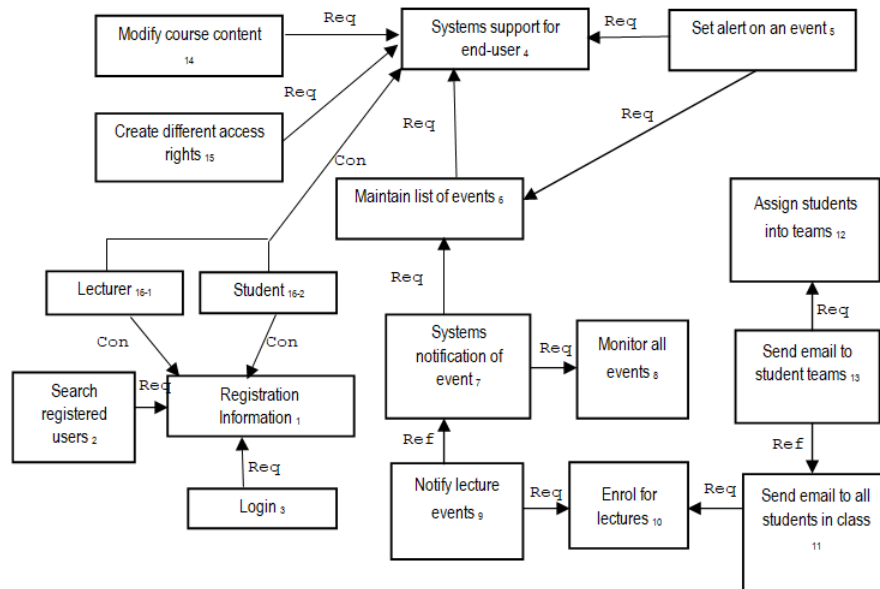 Modify course content
14
Req
Systems support for
end-user 4
Req
Set alert on an event 5
Req
Create different access
rights 15
Req
Req
Con
Maintain list of events 6
Assign students
into teams 12
Lecturer 16-1
Student 16-2
Req
Req
Con
Con
Systems
notification of
event 7
Req
Monitor all
events 8
Send email to
student teams 13
Search
registered
users 2
Req
Registration
Information 1
Ref
Ref
Req
Login 3
Notify lecture
events 9
Req
Enrol for
lectures 10
Req
Send email to all
students in class
11